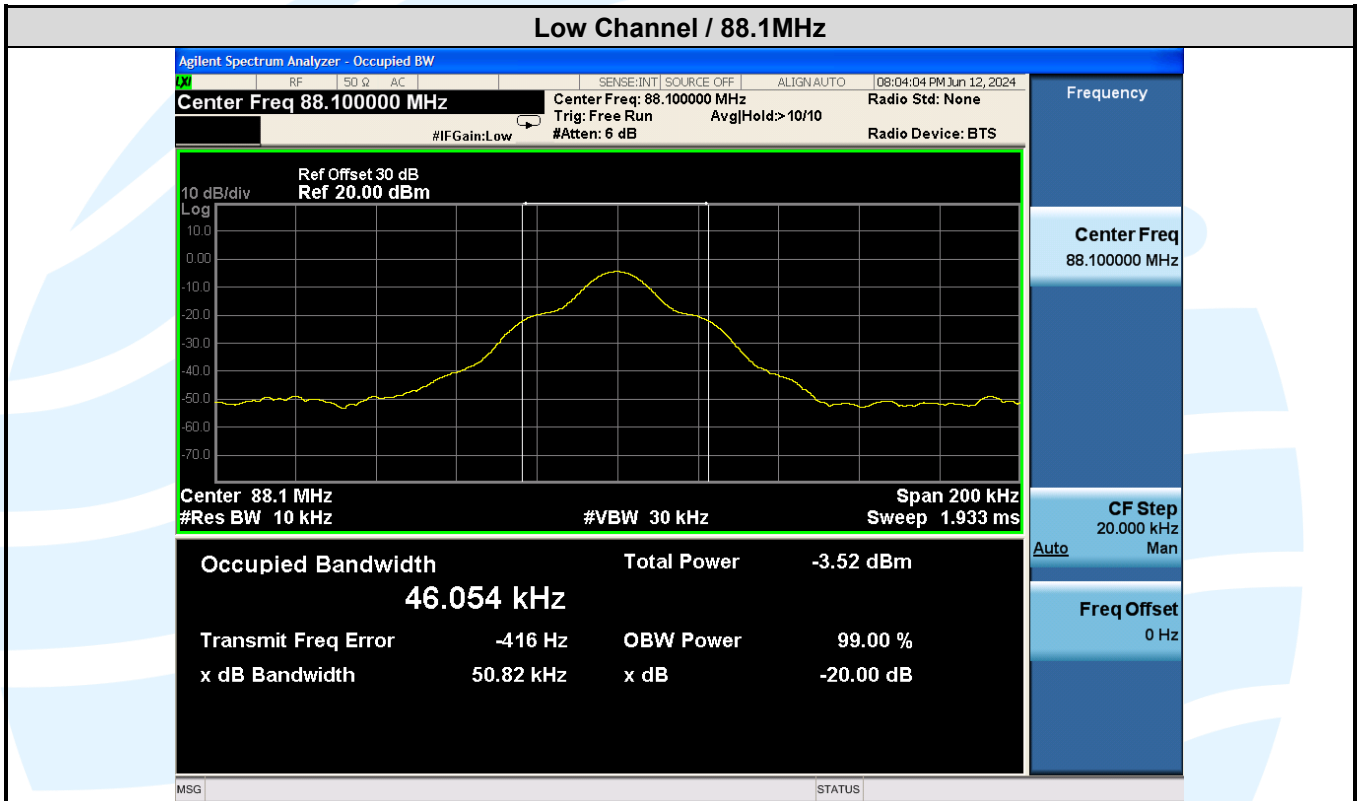 Low Channel / 88.1MHz
Agilent Spectrum Analyzer - Occupied BW
LXI RF 50 Ω AC SENSE:INT SOURCE OFF ALIGN AUTO 08:04:04 PM Jun 12, 2024
Center Freq 88.100000 MHz
Center Freq: 88.100000 MHz
Radio Std: None
Trig: Free Run Avg|Hold:> 10/10
#IFGain:Low
#Atten: 6 dB
Radio Device: BTS
Frequency
Ref Offset 30 dB
10 dB/div Ref 20.00 dBm
Log
10.0
0.00
-10.0
-20.0
-30.0
-40.0
-50.0
-60.0
-70.0
Center 88.1 MHz Span 200 kHz
#Res BW 10 kHz #VBW 30 kHz Sweep 1.933 ms
Occupied Bandwidth Total Power -3.52 dBm
46.054 kHz
Transmit Freq Error -416 Hz OBW Power 99.00 %
x dB Bandwidth 50.82 kHz x dB -20.00 dB
Center Freq
88.100000 MHz
CF Step
20.000 kHz
Auto Man
Freq Offset
0 Hz
MSG STATUS